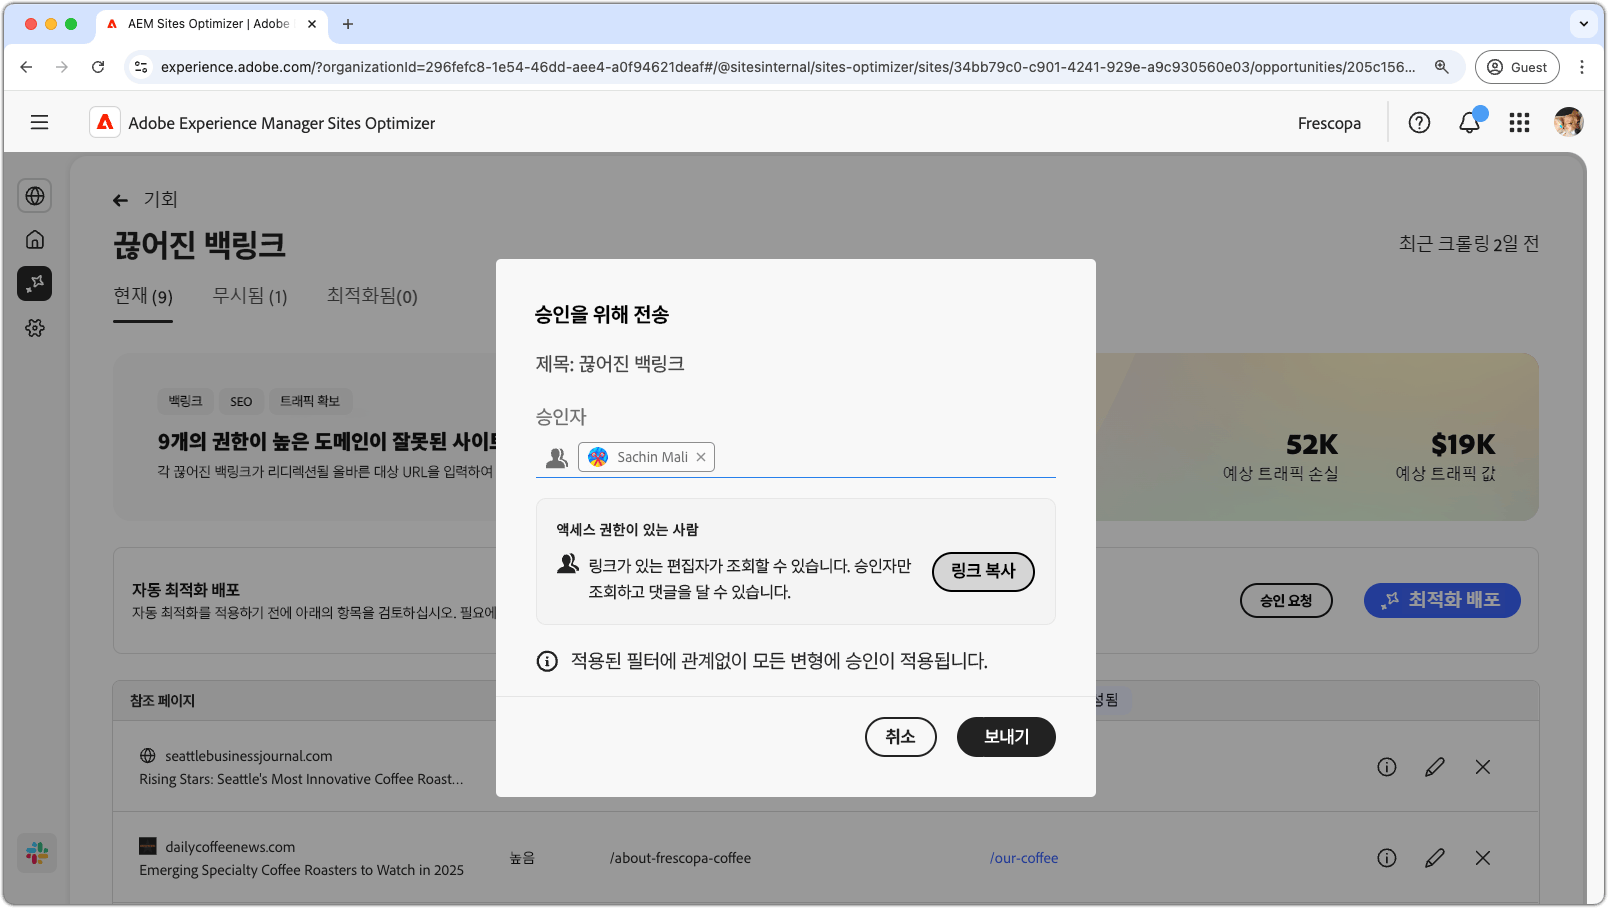 AEM Sites Optimizer | Adobe
experience.adobe.com/?organizationId=296fefc8-1e54-46dd-aee4-a0f94621deaf#/@sitesinternal/sites-optimizer/sites/34bb79c0-c901-4241-929e-a9c930560e03/opportunities/205c156...
Guest
Adobe Experience Manager Sites Optimizer
Frescopa
기회
끊어진 백링크
최근 크롤링 2일 전
현재 (9)
무시됨 (1)
최적화됨(0)
백링크
SEO
트래픽 확보
9개의 권한이 높은 도메인이 잘못된 사이트
각 끊어진 백링크가 리디렉션될 올바른 대상 URL을 입력하여
52K
예상 트래픽 손실
$19K
예상 트래픽 값
자동 최적화 배포
자동 최적화를 적용하기 전에 아래의 항목을 검토하십시오. 필요에
승인 요청
최적화 배포
승인을 위해 전송
제목: 끊어진 백링크
승인자
Sachin Mali
액세스 권한이 있는 사람
링크가 있는 편집자가 조회할 수 있습니다. 승인자만
조회하고 댓글을 달 수 있습니다.
링크 복사
적용된 필터에 관계없이 모든 변형에 승인이 적용됩니다.
취소
보내기
참조 페이지
성됨
seattlebusinessjournal.com
Rising Stars: Seattle's Most Innovative Coffee Roast...
dailycoffeenews.com
Emerging Specialty Coffee Roasters to Watch in 2025
높음
/about-frescopa-coffee
/our-coffee